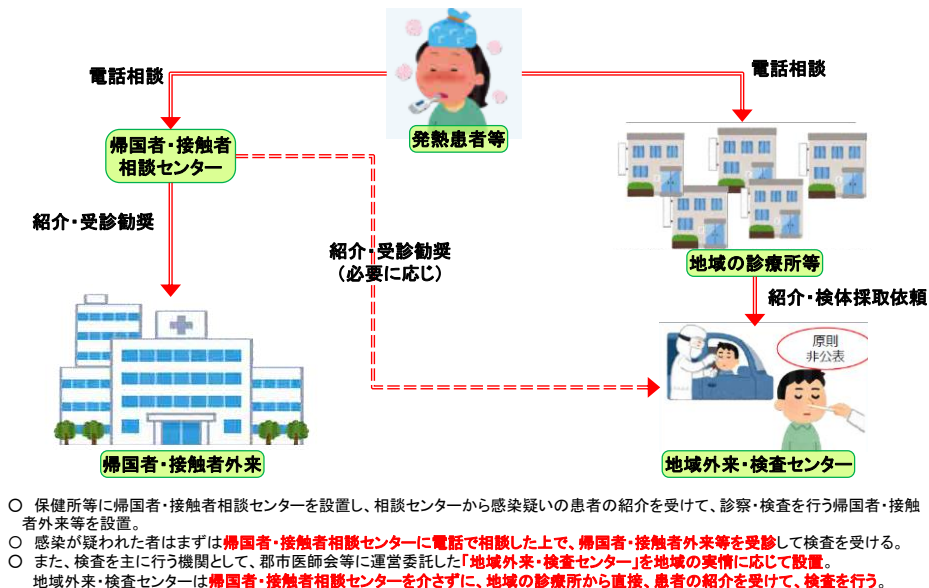 電話相談
電話相談
発熱患者等
帰国者・接触者
相談センター
紹介・受診勧奨
紹介・受診勧奨
(必要に応じ)
地域の診療所等
紹介・検体採取依頼
原則
非公表
帰国者・接触者外来
地域外来・検査センター
○ 保健所等に帰国者・接触者相談センターを設置し、相談センターから感染疑いの患者の紹介を受けて、診察・検査を行う帰国者・接触
者外来等を設置。
○ 感染が疑われた者はまずは帰国者・接触者相談センターに電話で相談した上で、帰国者・接触者外来等を受診して検査を受ける。
○ また、検査を主に行う機関として、郡市医師会等に運営委託した「地域外来・検査センター」を地域の実情に応じて設置。
地域外来・検査センターは帰国者・接触者相談センターを介さずに、地域の診療所から直接、患者の紹介を受けて、検査を行う。